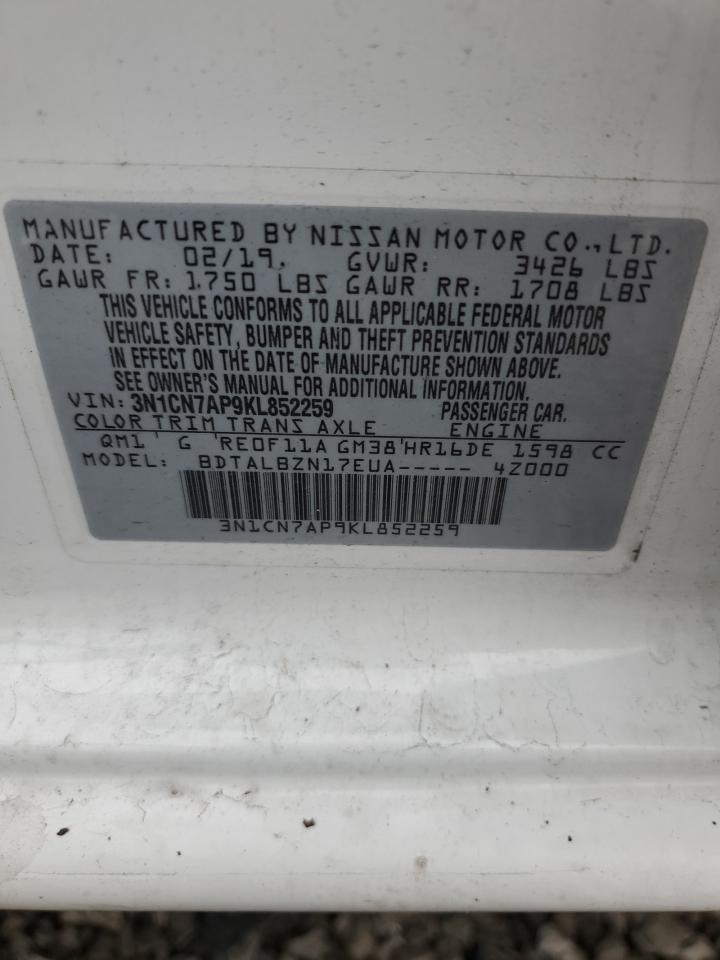 MANUFACTURED BY NISSAN MOTOR CO., LTD.
DATE: 02/19. GVWR: 3426 LBS
GAWR FR: 1,750 LBS GAWR RR: 1708 LBS
THIS VEHICLE CONFORMS TO ALL APPLICABLE FEDERAL MOTOR
VEHICLE SAFETY, BUMPER AND THEFT PREVENTION STANDARDS
IN EFFECT ON THE DATE OF MANUFACTURE SHOWN ABOVE.
SEE OWNER'S MANUAL FOR ADDITIONAL INFORMATION.
VIN: 3N1CN7AP9KL852259 PASSENGER CAR.
COLOR TRIM TRANS AXLE ENGINE
QM1 ' G 'RE0F11A GM38'HR16DE 1598 CC
MODEL: BDTALBZN17EUA----- 4Z000
3N1CN7AP9KL852259